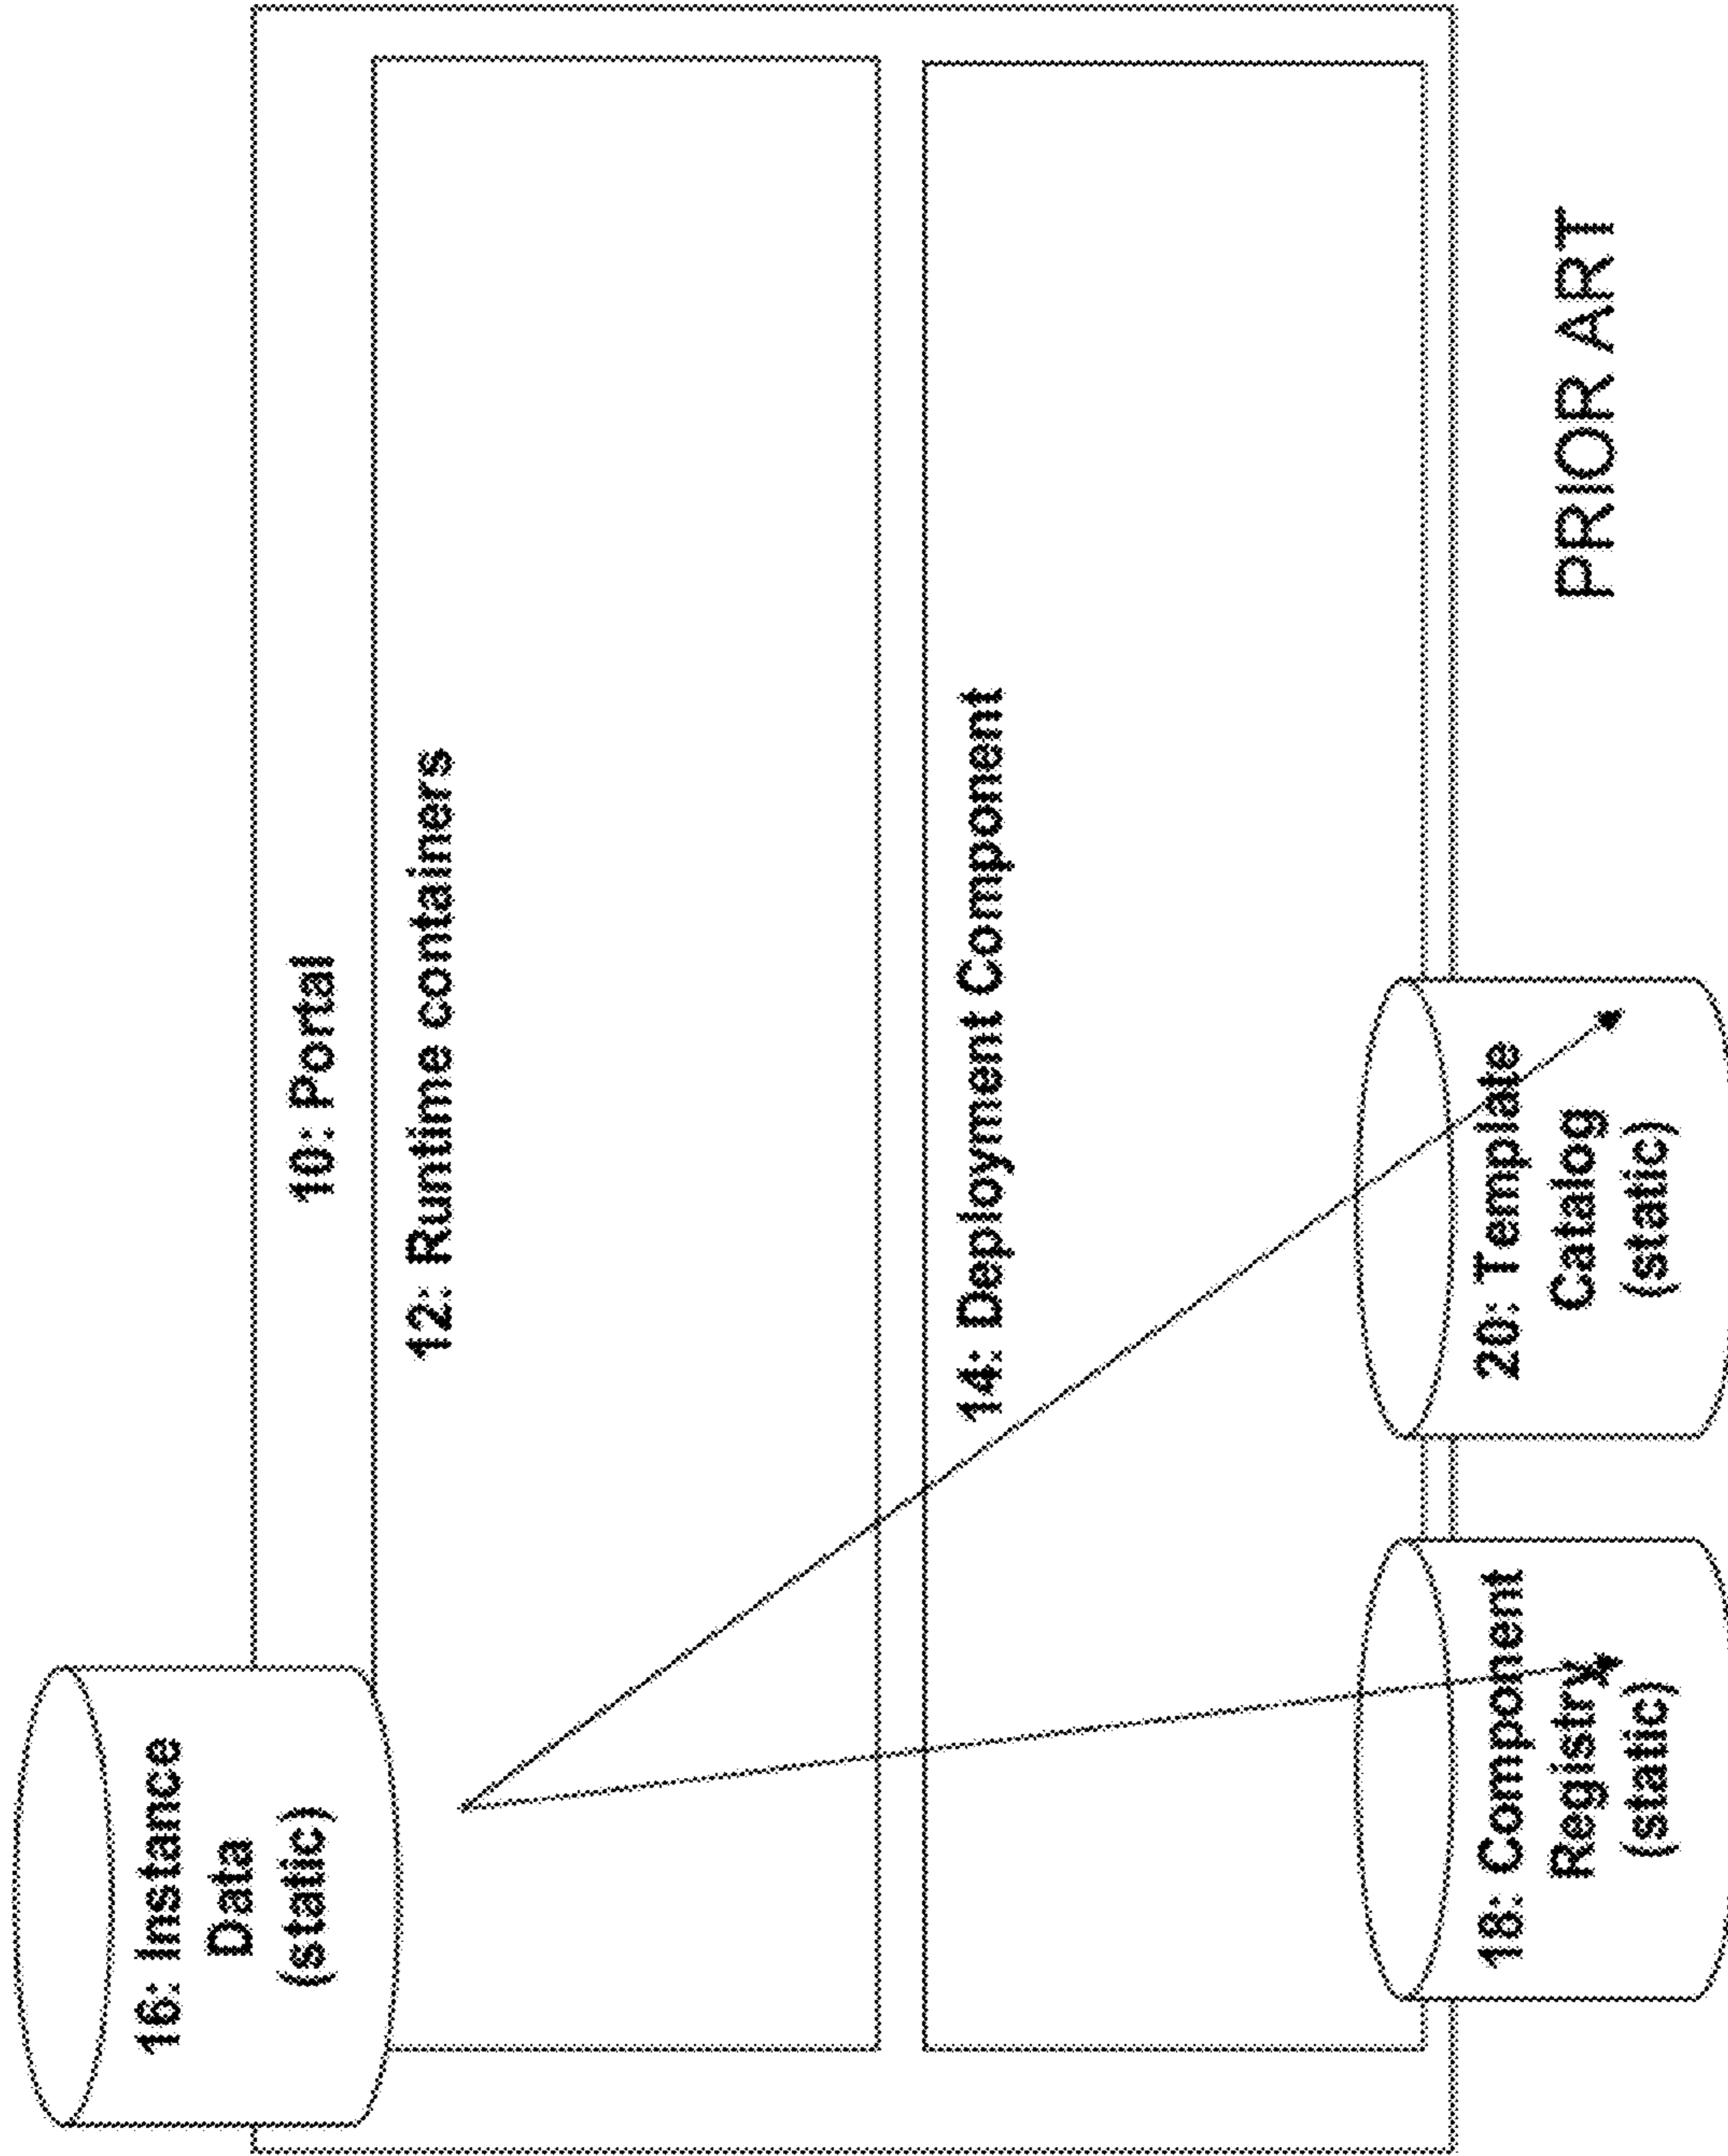 16: Instance
Data
(static)
10: Portal
12: Runtime containers
14: Deployment Component
18: Component
Registry
(static)
20: Template
Catalog
(static)
PRIOR ART